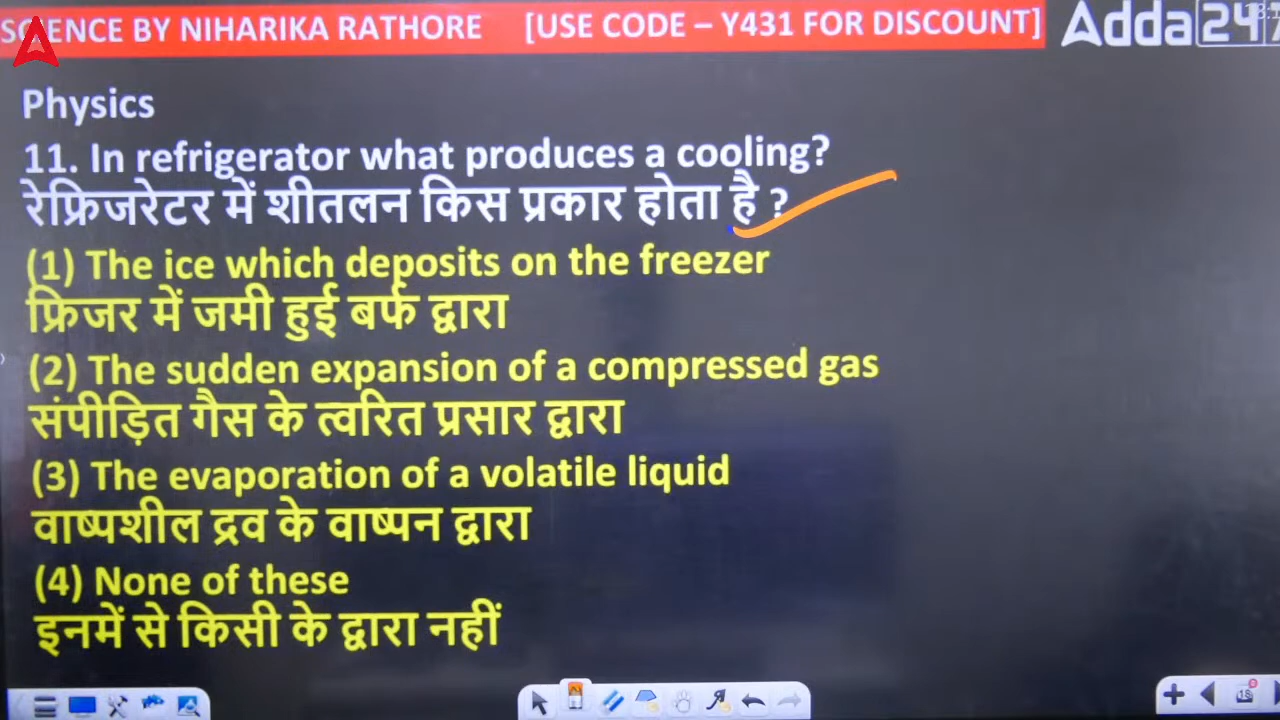 SCIENCE BY NIHARIKA RATHORE [USE CODE – Y431 FOR DISCOUNT]
Adda247
Physics
11. In refrigerator what produces a cooling?
रेफ्रिजरेटर में शीतलन किस प्रकार होता है ?
(1) The ice which deposits on the freezer
फ्रिजर में जमी हुई बर्फ द्वारा
(2) The sudden expansion of a compressed gas
संपीड़ित गैस के त्वरित प्रसार द्वारा
(3) The evaporation of a volatile liquid
वाष्पशील द्रव के वाष्पन द्वारा
(4) None of these
इनमें से किसी के द्वारा नहीं